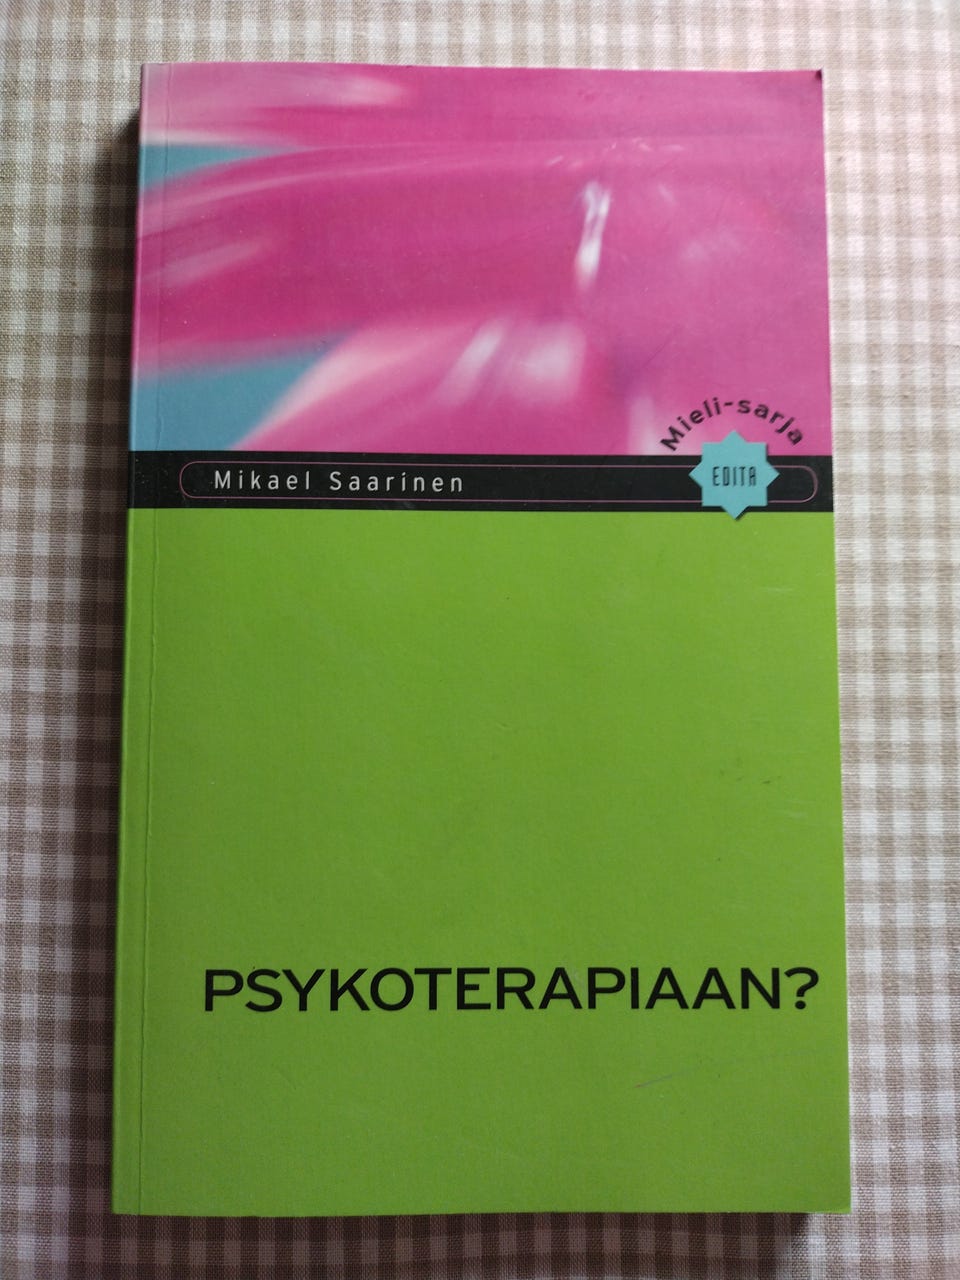 Mieli-sarja
Mikael Saarinen
EDITA
PSYKOTERAPIAAN?